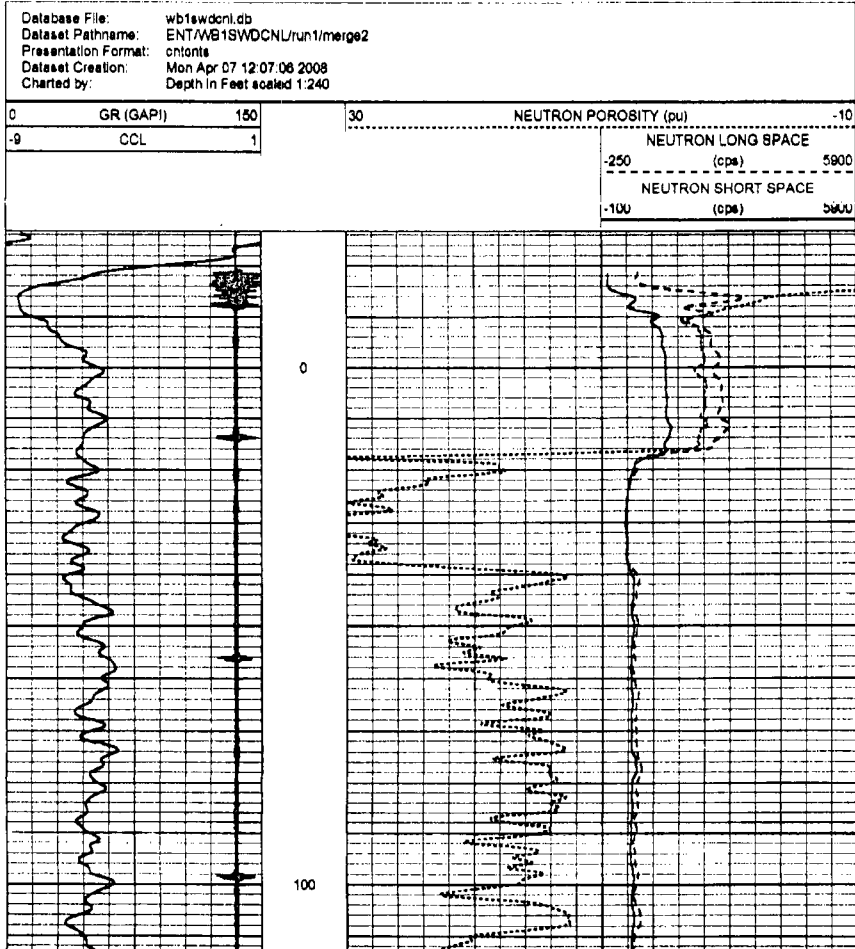 Database File: wb1swdcnl.db
Dataset Pathname: ENT/WB1SWDCNL/run1/merge2
Presentation Format: cntonts
Dataset Creation: Mon Apr 07 12:07:06 2008
Charted by: Depth in Feet scaled 1:240
0 GR (GAPI) 150
-9 CCL 1
30 NEUTRON POROSITY (pu) -10
NEUTRON LONG SPACE
-250 (cps) 5900
NEUTRON SHORT SPACE
-100 (cps) 5900
0
100